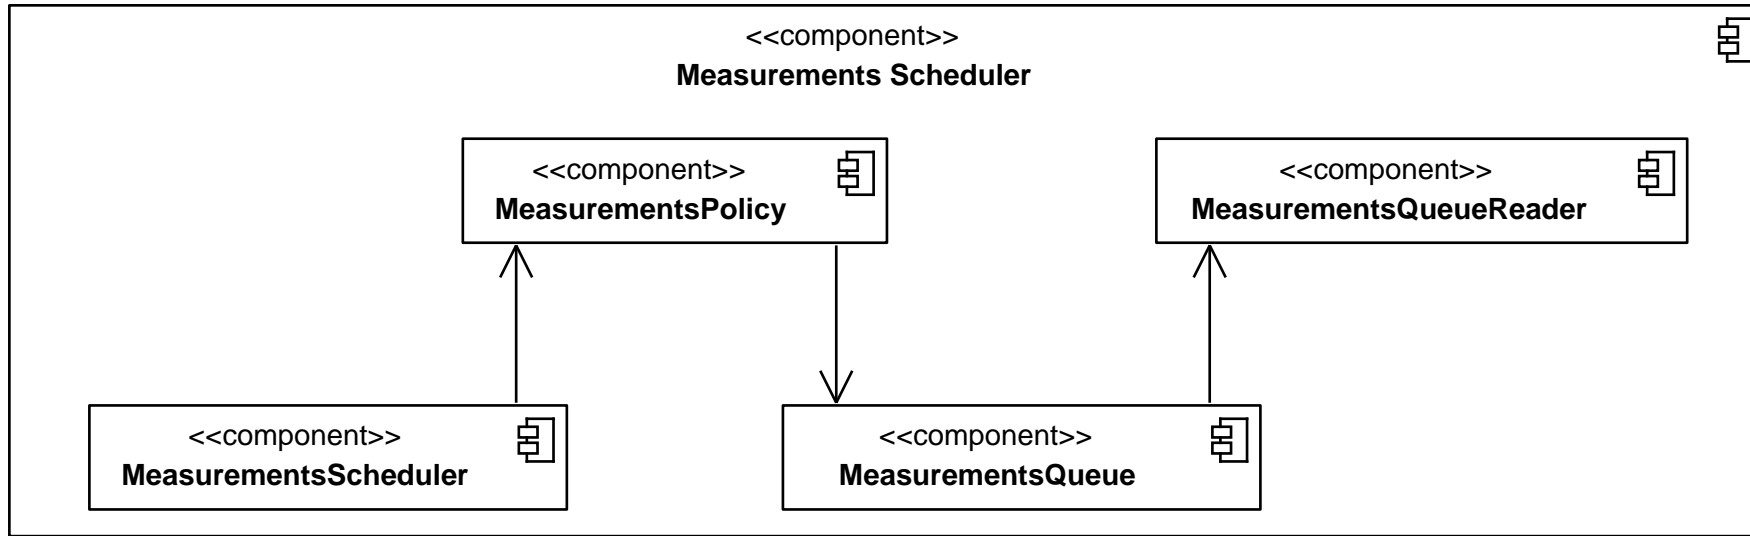 <<component>>
Measurements Scheduler
<<component>>
MeasurementsPolicy
<<component>>
MeasurementsQueueReader
<<component>>
MeasurementsScheduler
<<component>>
MeasurementsQueue